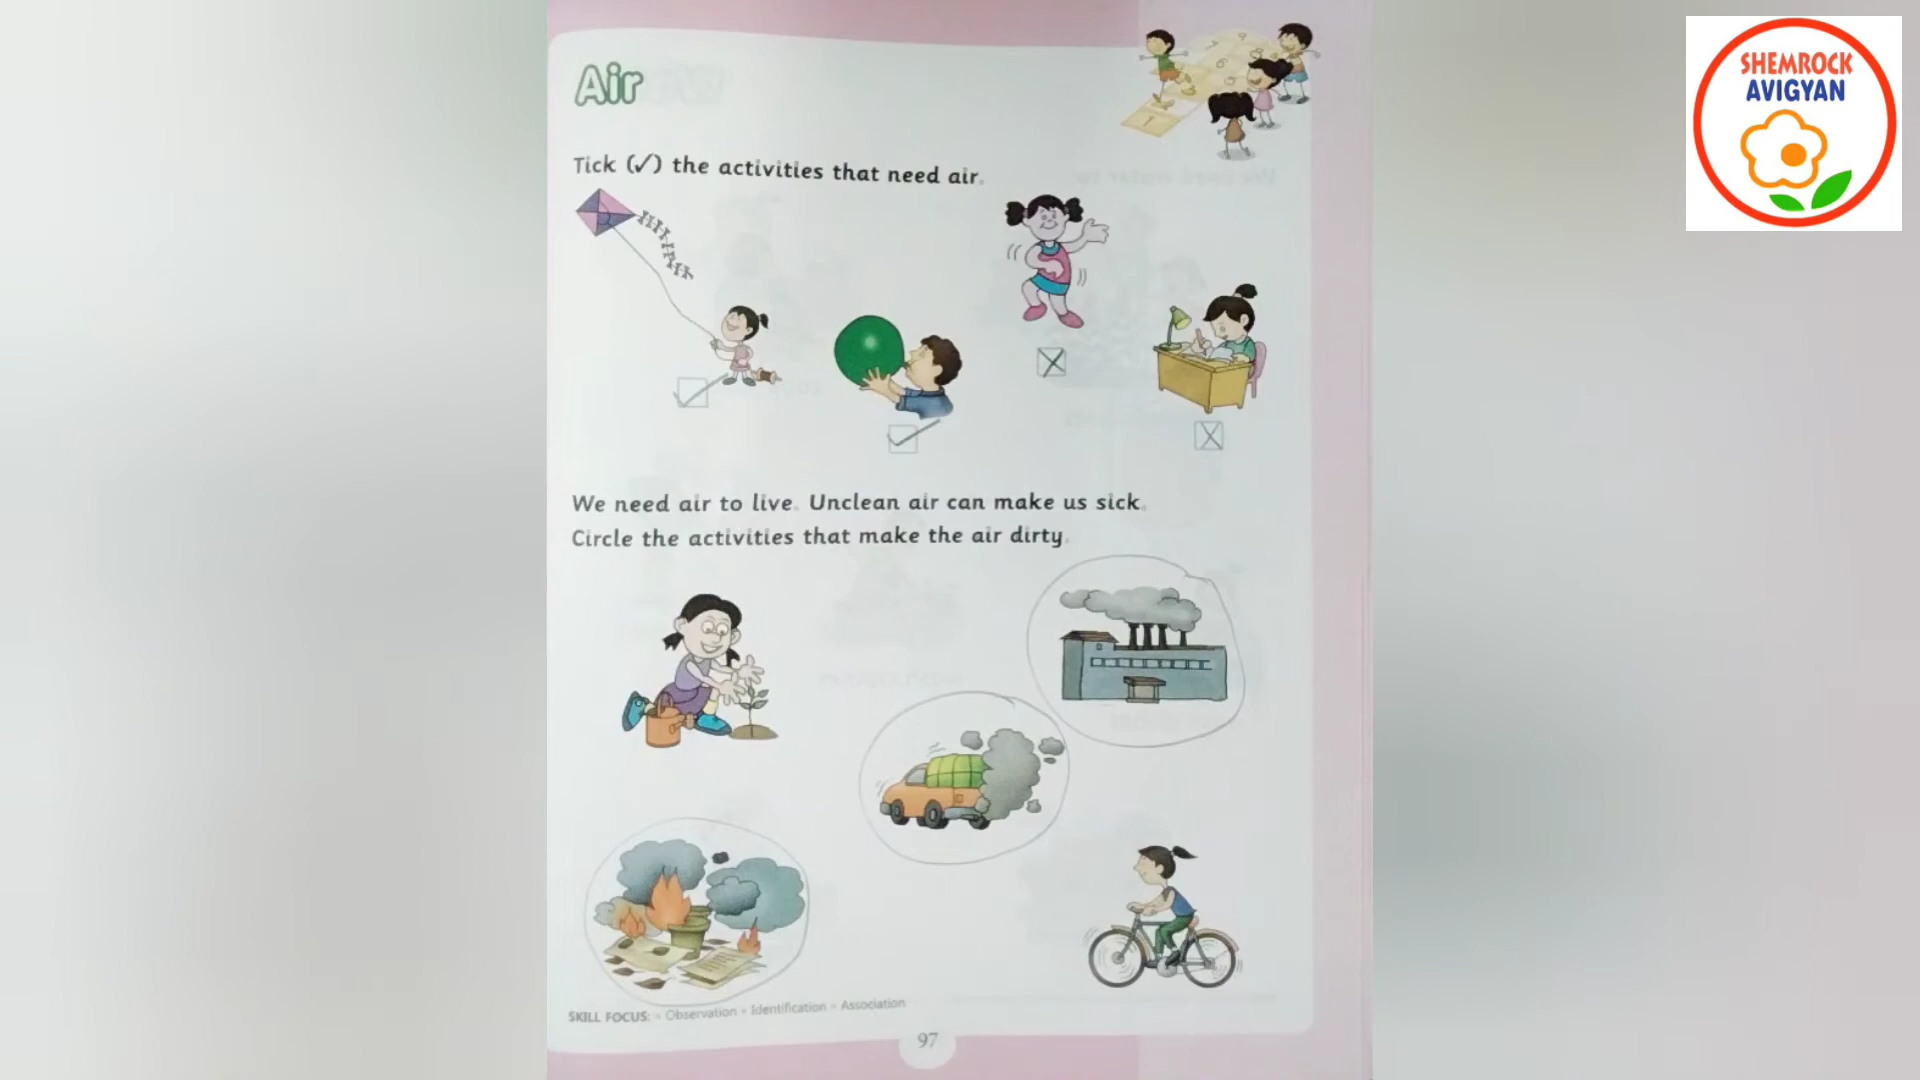 Air
Tick (✓) the activities that need air.
We need air to live. Unclean air can make us sick.
Circle the activities that make the air dirty.
SKILL FOCUS: • Observation • Identification • Association
97
SHEMROCK
AVIGYAN